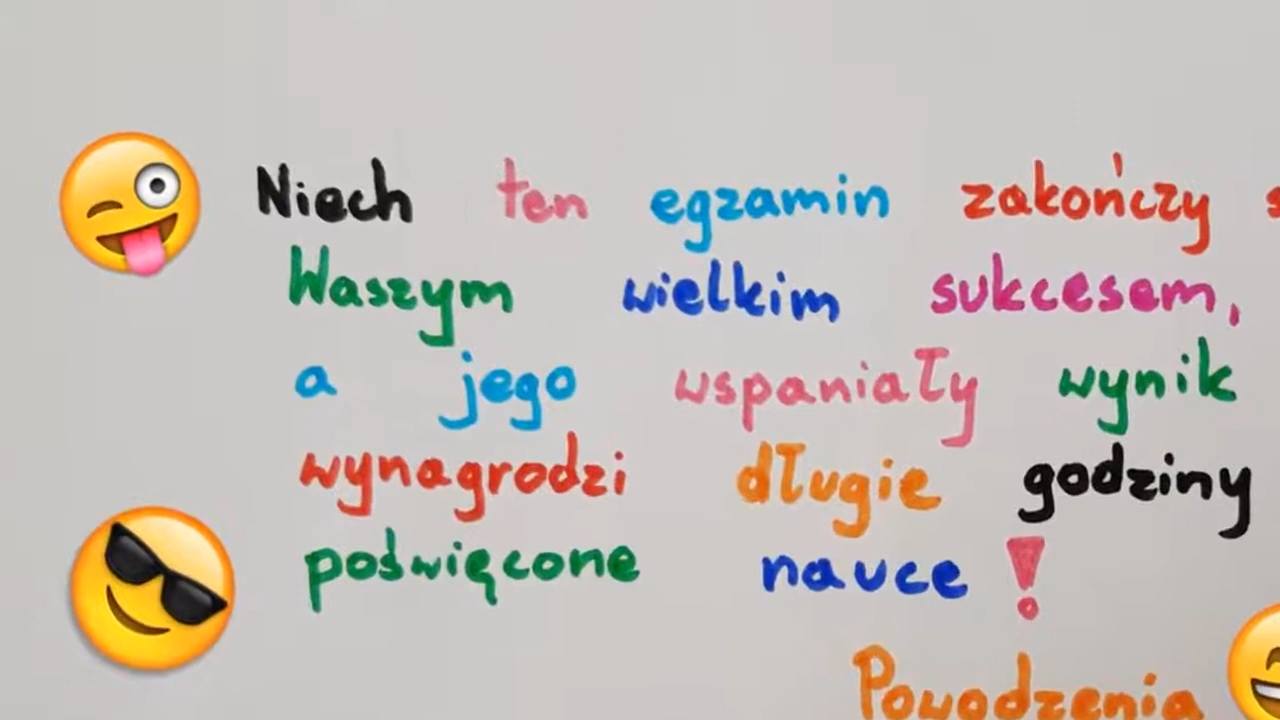 Niech ten egzamin zakończy
Waszym wielkim sukcesem,
a jego wspaniały wynik
wynagrodzi długie godziny
poświęcone nauce!
Powodzenia